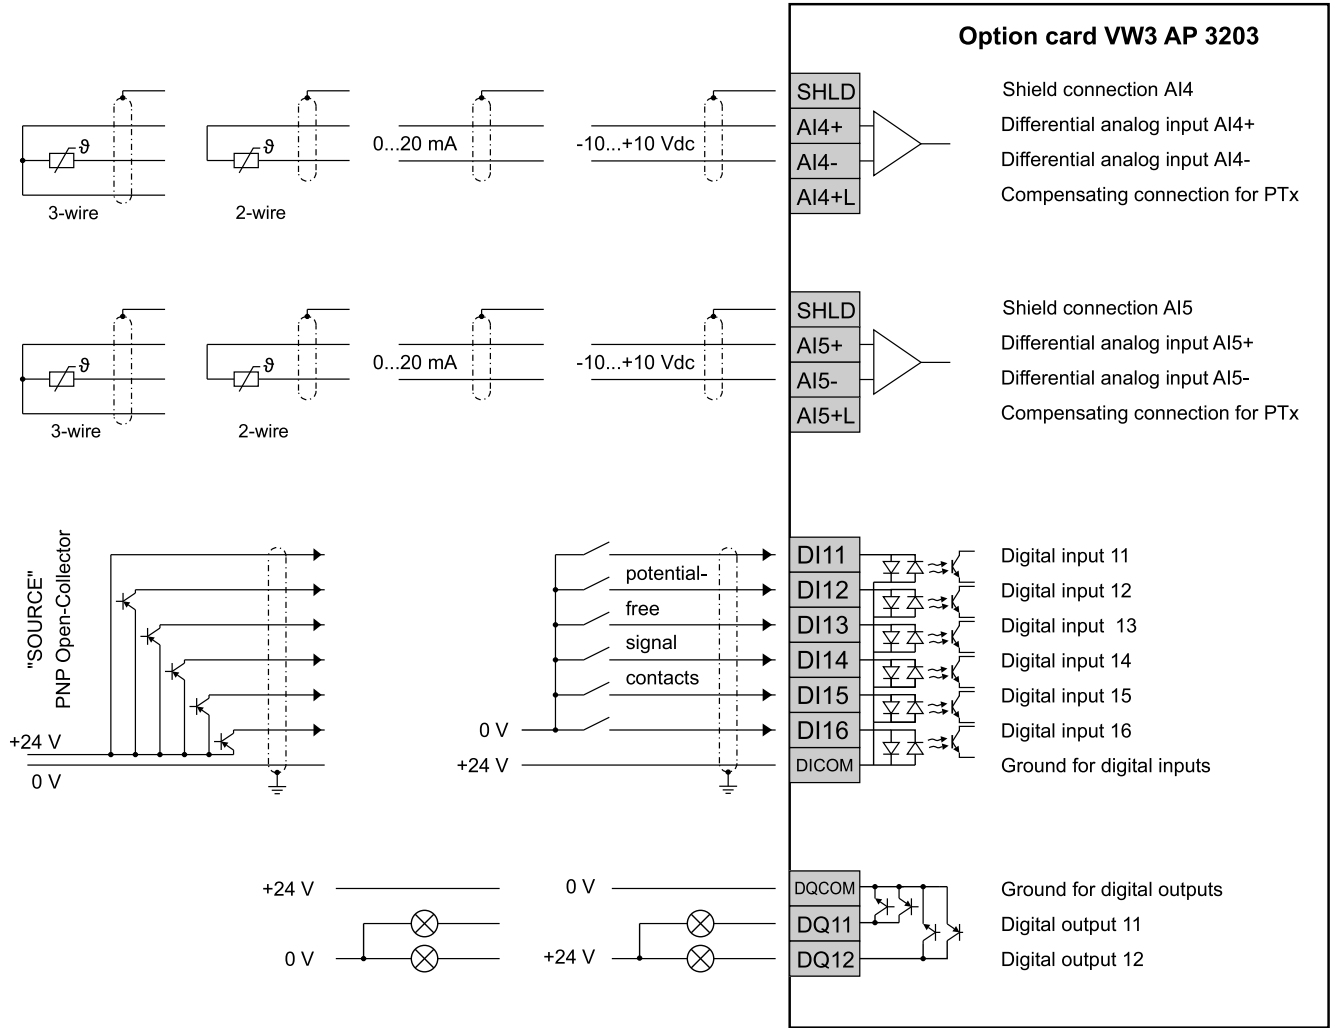 Option card VW3 AP 3203
SHLD
Shield connection AI4
AI4+
Differential analog input AI4+
ϑ
ϑ
0...20 mA
-10...+10 Vdc
AI4-
Differential analog input AI4-
AI4+L
Compensating connection for PTx
3-wire
2-wire
SHLD
Shield connection AI5
AI5+
Differential analog input AI5+
ϑ
ϑ
0...20 mA
-10...+10 Vdc
AI5-
Differential analog input AI5-
AI5+L
Compensating connection for PTx
3-wire
2-wire
"SOURCE"
PNP Open-Collector
DI11
Digital input 11
potential-
DI12
Digital input 12
free
DI13
Digital input 13
signal
DI14
Digital input 14
contacts
DI15
Digital input 15
+24 V
0 V
DI16
Digital input 16
0 V
+24 V
DICOM
Ground for digital inputs
+24 V
0 V
DQCOM
Ground for digital outputs
DQ11
Digital output 11
0 V
+24 V
DQ12
Digital output 12